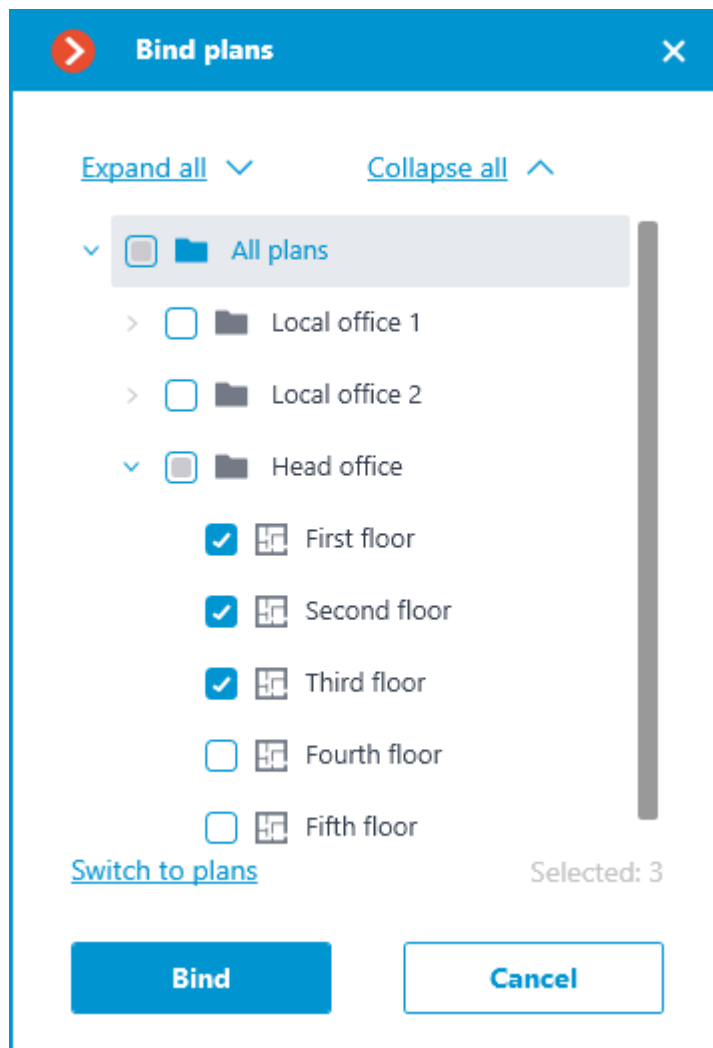 Bind plans
Expand all Collapse all
All plans
Local office 1
Local office 2
Head office
First floor
Second floor
Third floor
Fourth floor
Fifth floor
Switch to plans Selected: 3
Bind Cancel